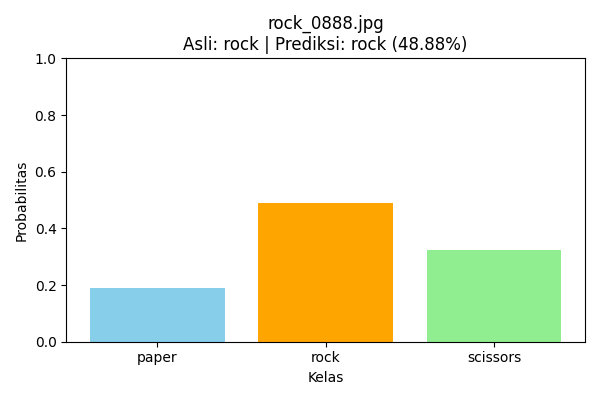 rock_0888.jpg
Asli: rock | Prediksi: rock (48.88%)
1.0
0.8
0.6
0.4
0.2
0.0
Probabilitas
paper rock scissors
Kelas